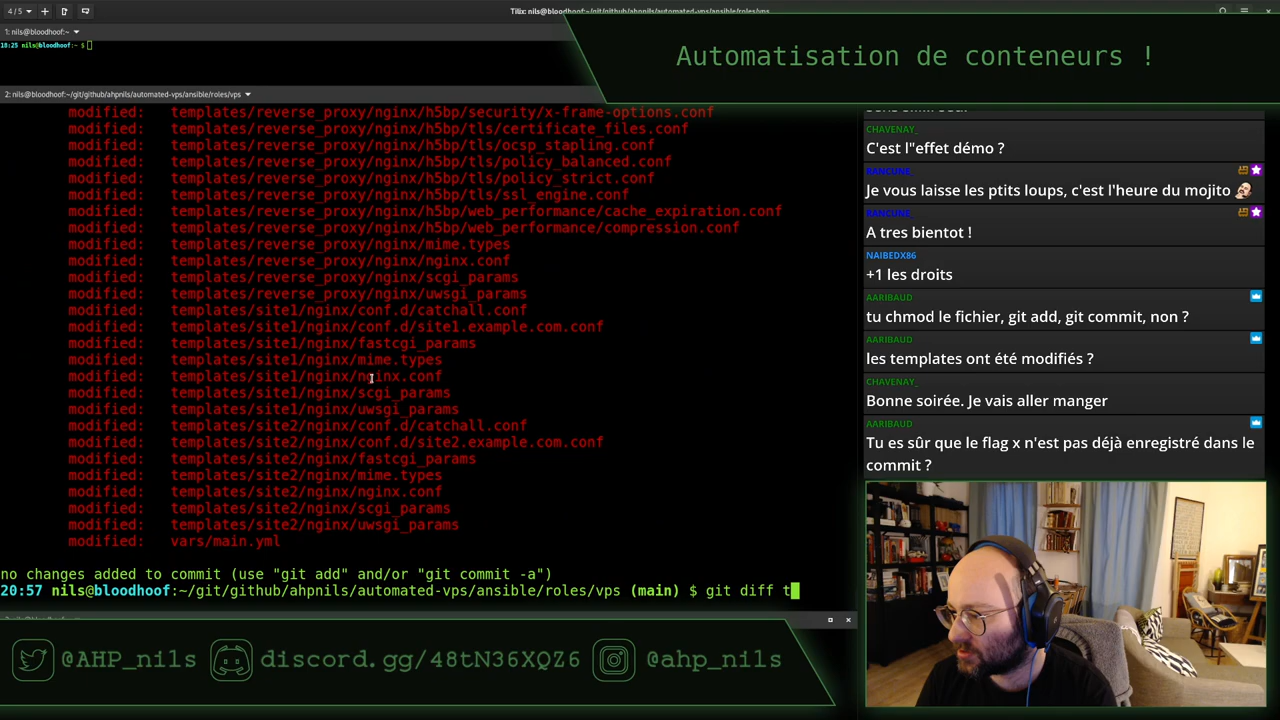 4 / 5
Tilix: nils@bloodhoof:~/git/github/ahpnils/automated-vps/ansible/roles/vps
1: nils@bloodhoof:~
18:25 nils@bloodhoof:~ $
2: nils@bloodhoof:~/git/github/ahpnils/automated-vps/ansible/roles/vps
Automatisation de conteneurs !
modified: templates/reverse_proxy/nginx/h5bp/security/x-frame-options.conf
modified: templates/reverse_proxy/nginx/h5bp/tls/certificate_files.conf
modified: templates/reverse_proxy/nginx/h5bp/tls/ocsp_stapling.conf
modified: templates/reverse_proxy/nginx/h5bp/tls/policy_balanced.conf
modified: templates/reverse_proxy/nginx/h5bp/tls/policy_strict.conf
modified: templates/reverse_proxy/nginx/h5bp/tls/ssl_engine.conf
modified: templates/reverse_proxy/nginx/h5bp/web_performance/cache_expiration.conf
modified: templates/reverse_proxy/nginx/h5bp/web_performance/compression.conf
modified: templates/reverse_proxy/nginx/mime.types
modified: templates/reverse_proxy/nginx/nginx.conf
modified: templates/reverse_proxy/nginx/scgi_params
modified: templates/reverse_proxy/nginx/uwsgi_params
modified: templates/site1/nginx/conf.d/catchall.conf
modified: templates/site1/nginx/conf.d/site1.example.com.conf
modified: templates/site1/nginx/fastcgi_params
modified: templates/site1/nginx/mime.types
modified: templates/site1/nginx/nginx.conf
modified: templates/site1/nginx/scgi_params
modified: templates/site1/nginx/uwsgi_params
modified: templates/site2/nginx/conf.d/catchall.conf
modified: templates/site2/nginx/conf.d/site2.example.com.conf
modified: templates/site2/nginx/fastcgi_params
modified: templates/site2/nginx/mime.types
modified: templates/site2/nginx/nginx.conf
modified: templates/site2/nginx/scgi_params
modified: templates/site2/nginx/uwsgi_params
modified: vars/main.yml
no changes added to commit (use "git add" and/or "git commit -a")
20:57 nils@bloodhoof:~/git/github/ahpnils/automated-vps/ansible/roles/vps (main) $ git diff t
CHAVENAY_
C'est l"effet démo ?
RANCUNE_
Je vous laisse les ptits loups, c'est l'heure du mojito
RANCUNE_
A tres bientot !
NAIBEDX86
+1 les droits
AARIBAUD
tu chmod le fichier, git add, git commit, non ?
AARIBAUD
les templates ont été modifiés ?
CHAVENAY_
Bonne soirée. Je vais aller manger
AARIBAUD
Tu es sûr que le flag x n'est pas déjà enregistré dans le
commit ?
@AHP_nils
discord.gg/48tN36XQZ6
@ahp_nils